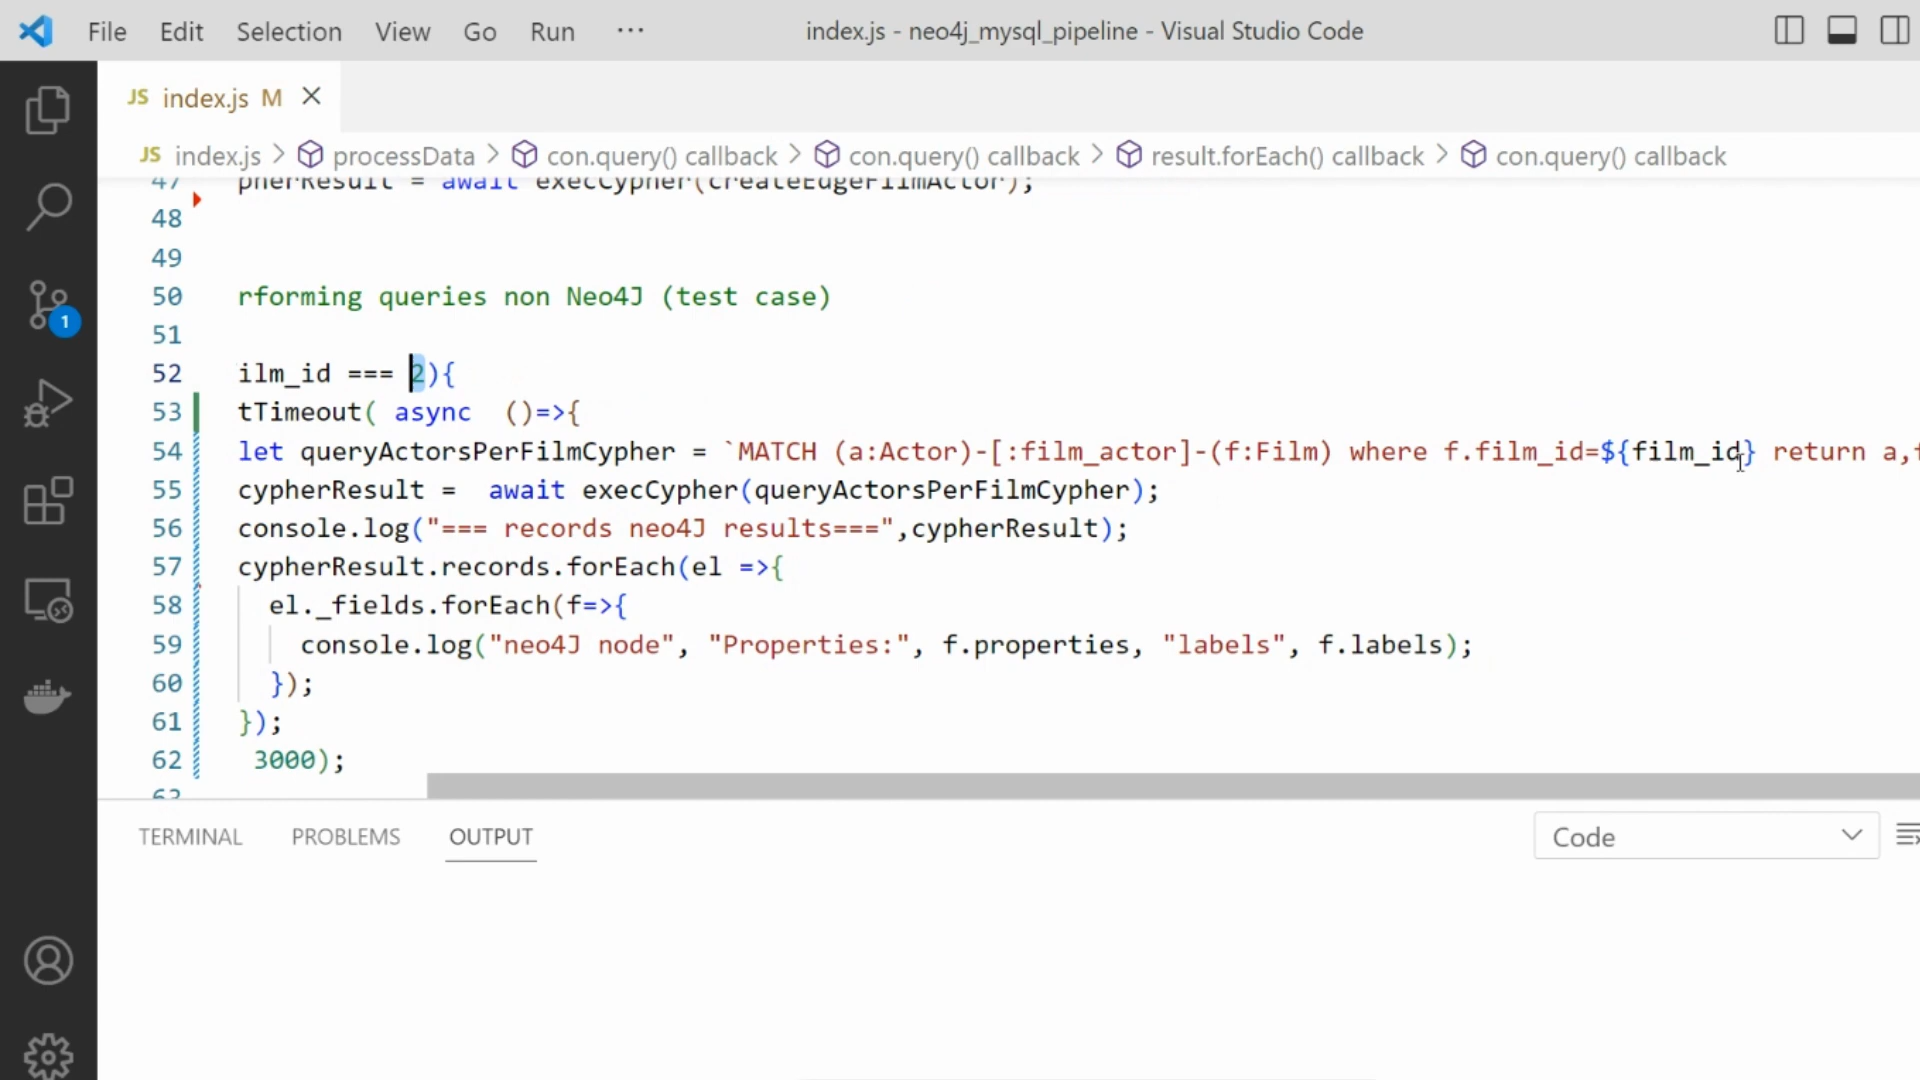 File Edit Selection View Go Run ··· index.js - neo4j_mysql_pipeline - Visual Studio Code
JS index.js M
JS index.js > processData > con.query() callback > con.query() callback > result.forEach() callback > con.query() callback
47 pherResult = await execCypher(createEdgeFilmActor);
48
49
50 rforming queries non Neo4J (test case)
51
52 ilm_id === 2){
53 tTimeout( async  ()=>{
54 let queryActorsPerFilmCypher = `MATCH (a:Actor)-[:film_actor]-(f:Film) where f.film_id=${film_id} return a,f
55 cypherResult =  await execCypher(queryActorsPerFilmCypher);
56 console.log("=== records neo4J results===",cypherResult);
57 cypherResult.records.forEach(el =>{
58 el._fields.forEach(f=>{
59 console.log("neo4J node", "Properties:", f.properties, "labels", f.labels);
60 });
61 });
62 3000);
63
1
TERMINAL PROBLEMS OUTPUT Code